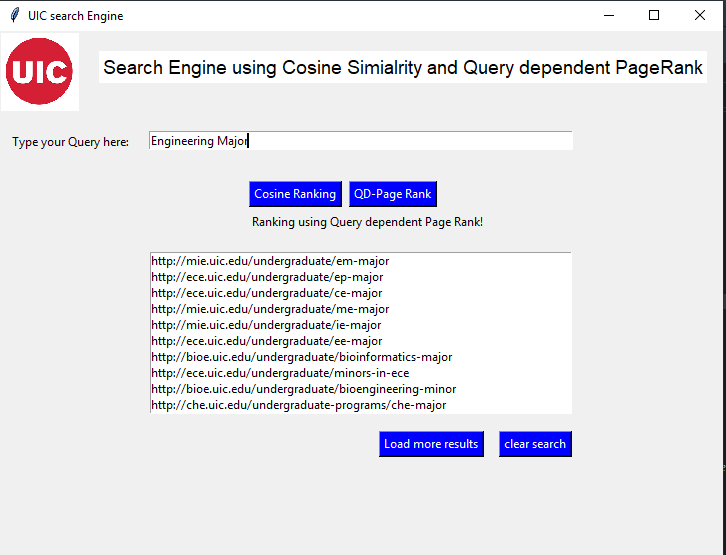 UIC search Engine
UIC
Search Engine using Cosine Simialrity and Query dependent PageRank
Type your Query here:
Engineering Major
Cosine Ranking
QD-Page Rank
Ranking using Query dependent Page Rank!
http://mie.uic.edu/undergraduate/em-major
http://ece.uic.edu/undergraduate/ep-major
http://ece.uic.edu/undergraduate/ce-major
http://mie.uic.edu/undergraduate/me-major
http://mie.uic.edu/undergraduate/ie-major
http://ece.uic.edu/undergraduate/ee-major
http://bioe.uic.edu/undergraduate/bioinformatics-major
http://ece.uic.edu/undergraduate/minors-in-ece
http://bioe.uic.edu/undergraduate/bioengineering-minor
http://che.uic.edu/undergraduate-programs/che-major
Load more results
clear search